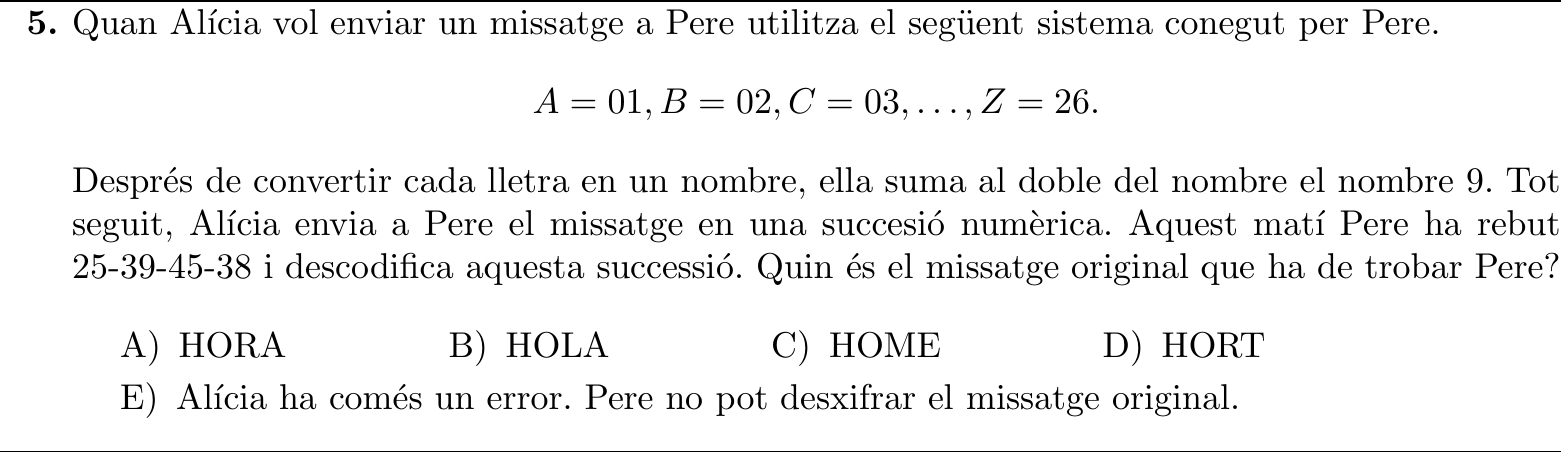 5. Quan Alícia vol enviar un missatge a Pere utilitza el següent sistema conegut per Pere.
A = 01, B = 02, C = 03, . . . , Z = 26.
Després de convertir cada lletra en un nombre, ella suma al doble del nombre el nombre 9. Tot
seguit, Alícia envia a Pere el missatge en una succesió numèrica. Aquest matí Pere ha rebut
25-39-45-38 i descodifica aquesta successió. Quin és el missatge original que ha de trobar Pere?
A) HORA B) HOLA C) HOME D) HORT
E) Alícia ha comés un error. Pere no pot desxifrar el missatge original.